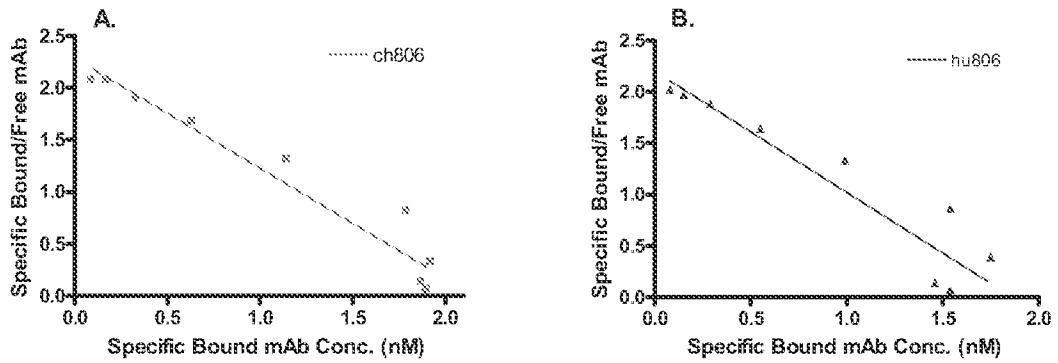 A.
ch806
Specific Bound/Free mAb
2.5
2.0
1.5
1.0
0.5
0.0
0.0 0.5 1.0 1.5 2.0
Specific Bound mAb Conc. (nM)
B.
hu806
Specific Bound/Free mAb
2.5
2.0
1.5
1.0
0.5
0.0
0.0 0.5 1.0 1.5 2.0
Specific Bound mAb Conc. (nM)